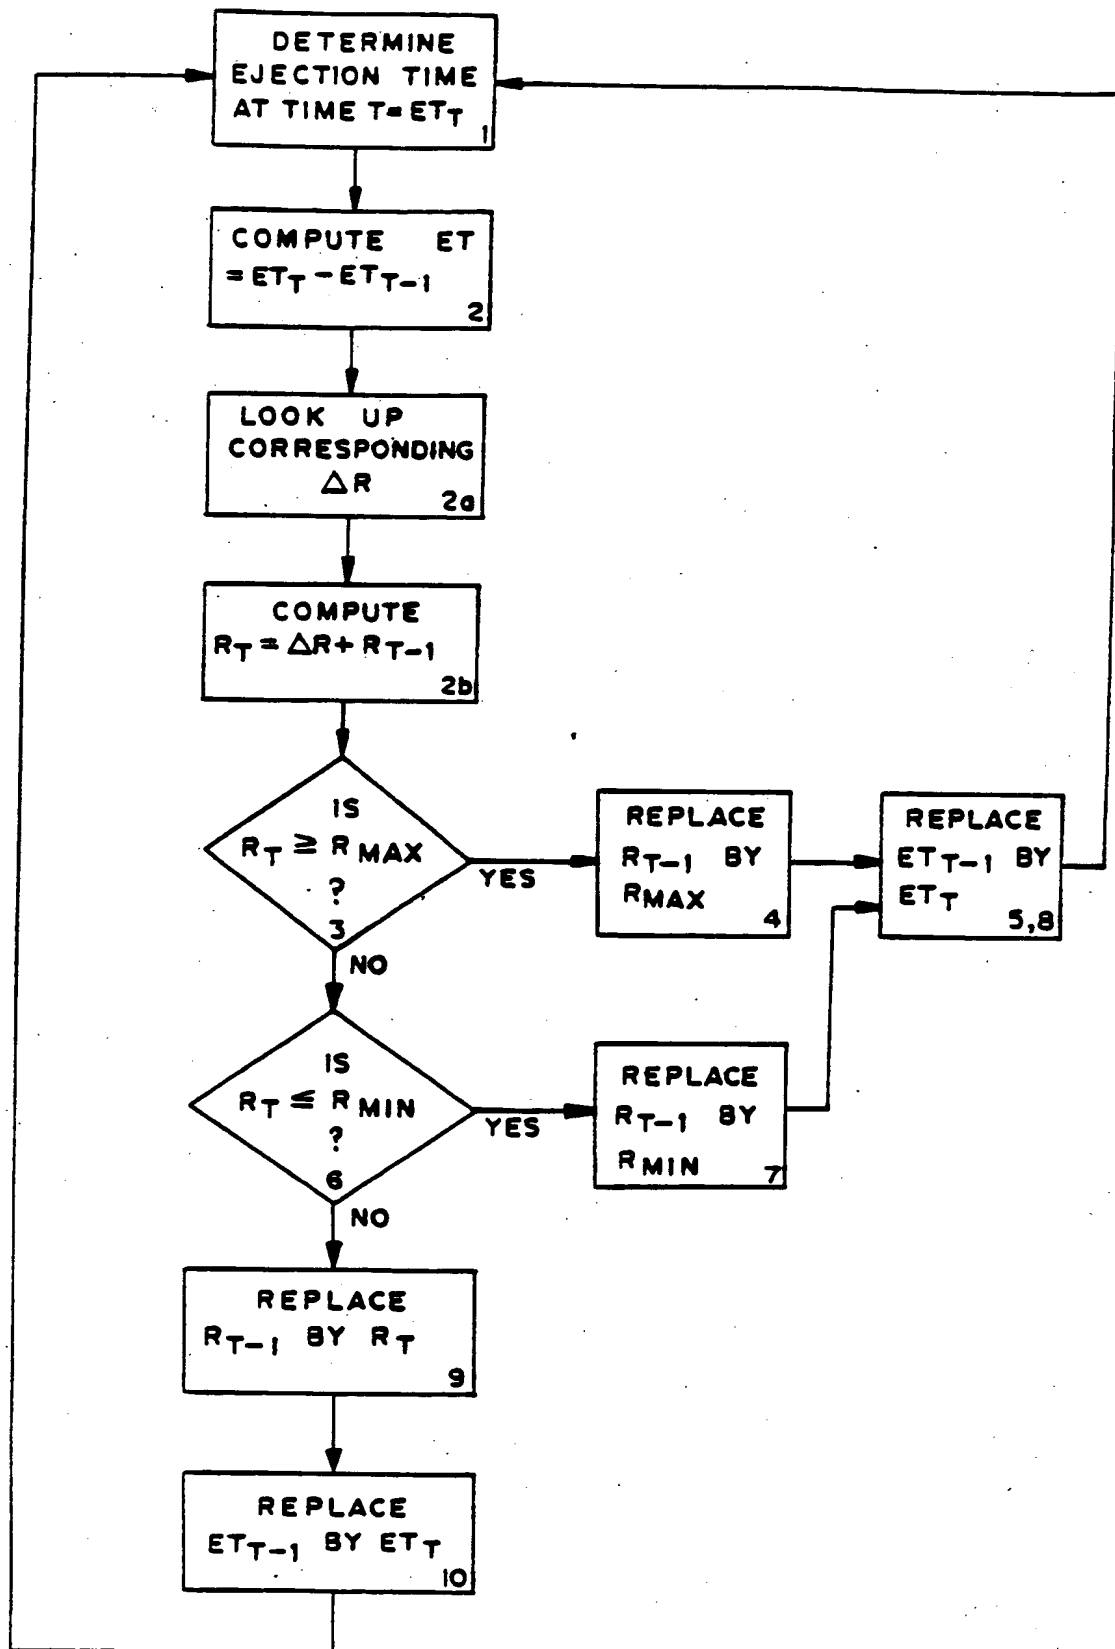 DETERMINE
EJECTION TIME
AT TIME T=ET_T
1
COMPUTE ET
=ET_T-ET_T-1
2
LOOK UP
CORRESPONDING
△R
2a
COMPUTE
R_T=△R+R_T-1
2b
IS
R_T ≧ R_MAX
?
3
YES
NO
REPLACE
R_T-1 BY
R_MAX
4
REPLACE
ET_T-1 BY
ET_T
5,8
IS
R_T ≦ R_MIN
?
6
YES
NO
REPLACE
R_T-1 BY
R_MIN
7
REPLACE
R_T-1 BY R_T
9
REPLACE
ET_T-1 BY ET_T
10